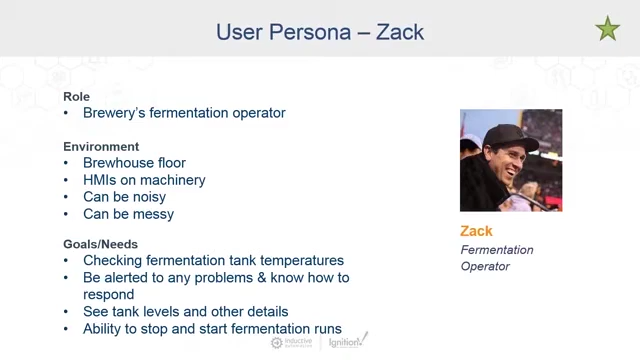 User Persona – Zack
Role
• Brewery's fermentation operator
Environment
• Brewhouse floor
• HMIs on machinery
• Can be noisy
• Can be messy
Goals/Needs
• Checking fermentation tank temperatures
• Be alerted to any problems & know how to
respond
• See tank levels and other details
• Ability to stop and start fermentation runs
Zack
Fermentation
Operator
inductive
automation
Ignition